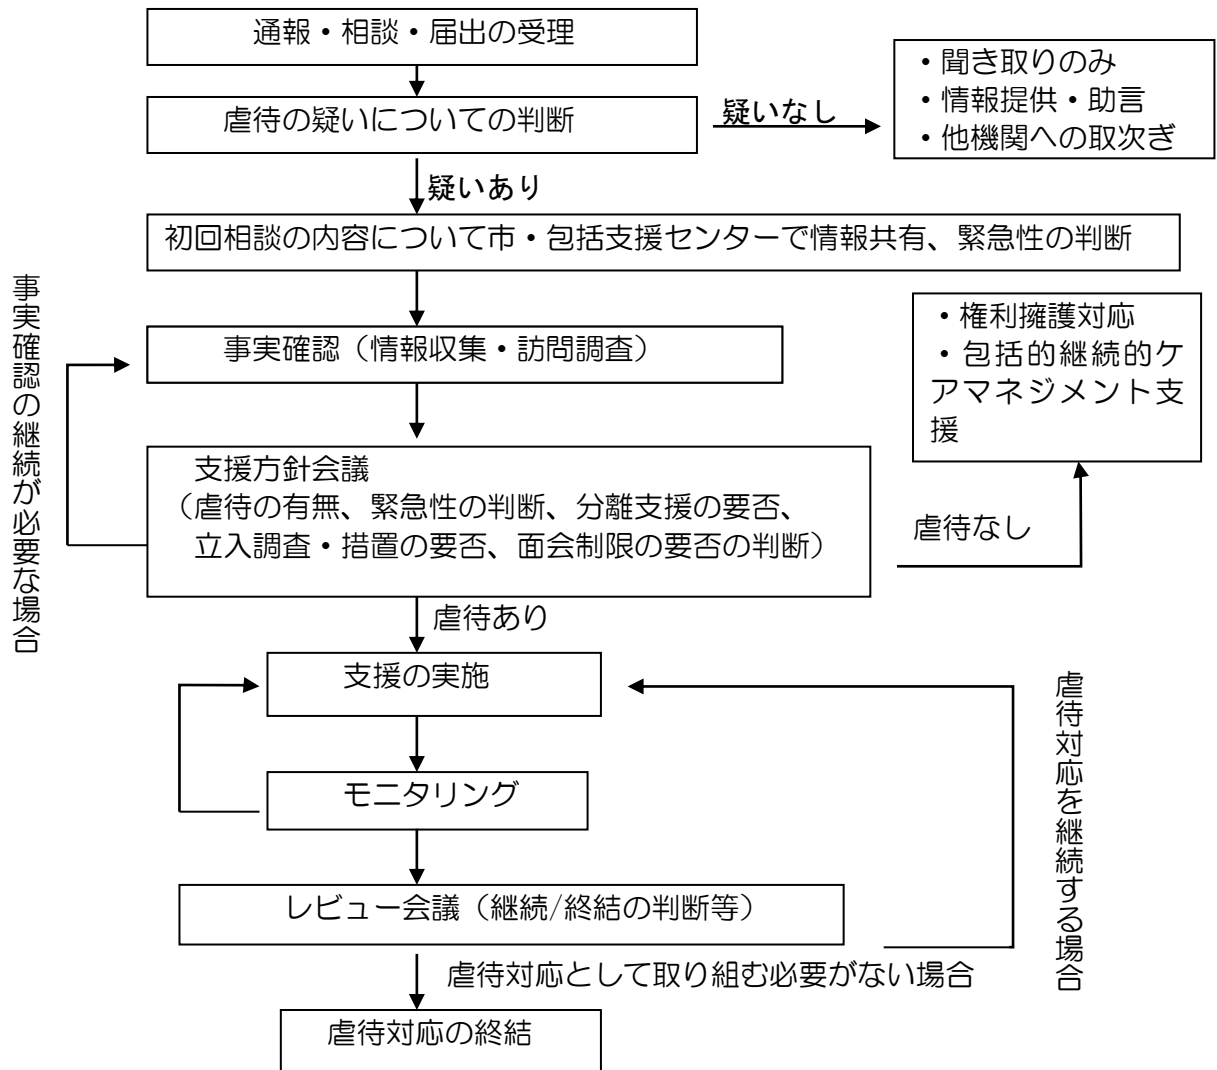 通報・相談・届出の受理
虐待の疑いについての判断
疑いなし
・聞き取りのみ
・情報提供・助言
・他機関への取次ぎ
疑いあり
初回相談の内容について市・包括支援センターで情報共有、緊急性の判断
事実確認の継続が必要な場合
事実確認（情報収集・訪問調査）
・権利擁護対応
・包括的継続的ケ
アマネジメント支
援
支援方針会議
（虐待の有無、緊急性の判断、分離支援の要否、
立入調査・措置の要否、面会制限の要否の判断）
虐待なし
虐待あり
支援の実施
モニタリング
虐待対応を継続する場合
レビュー会議（継続/終結の判断等）
虐待対応として取り組む必要がない場合
虐待対応の終結